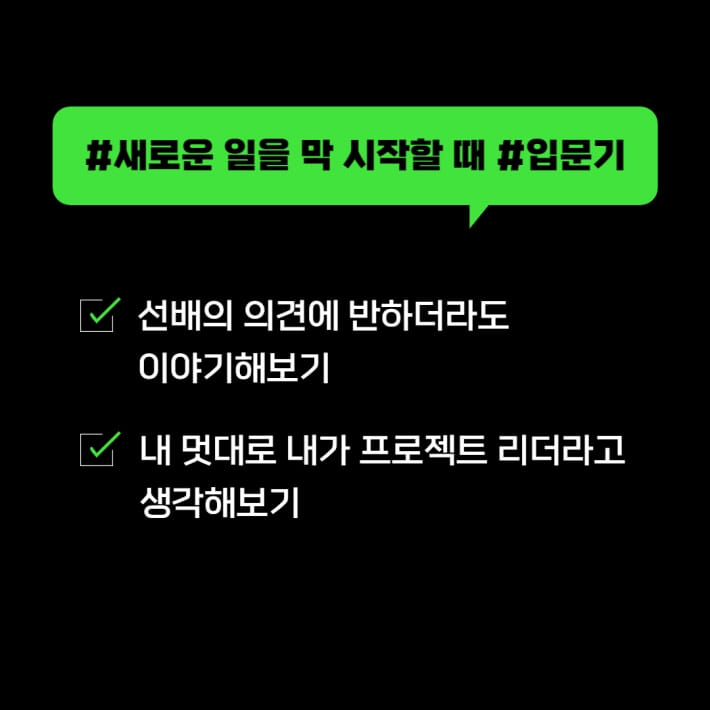 #새로운 일을 막 시작할 때 #입문기
선배의 의견에 반하더라도
이야기해보기
내 멋대로 내가 프로젝트 리더라고
생각해보기